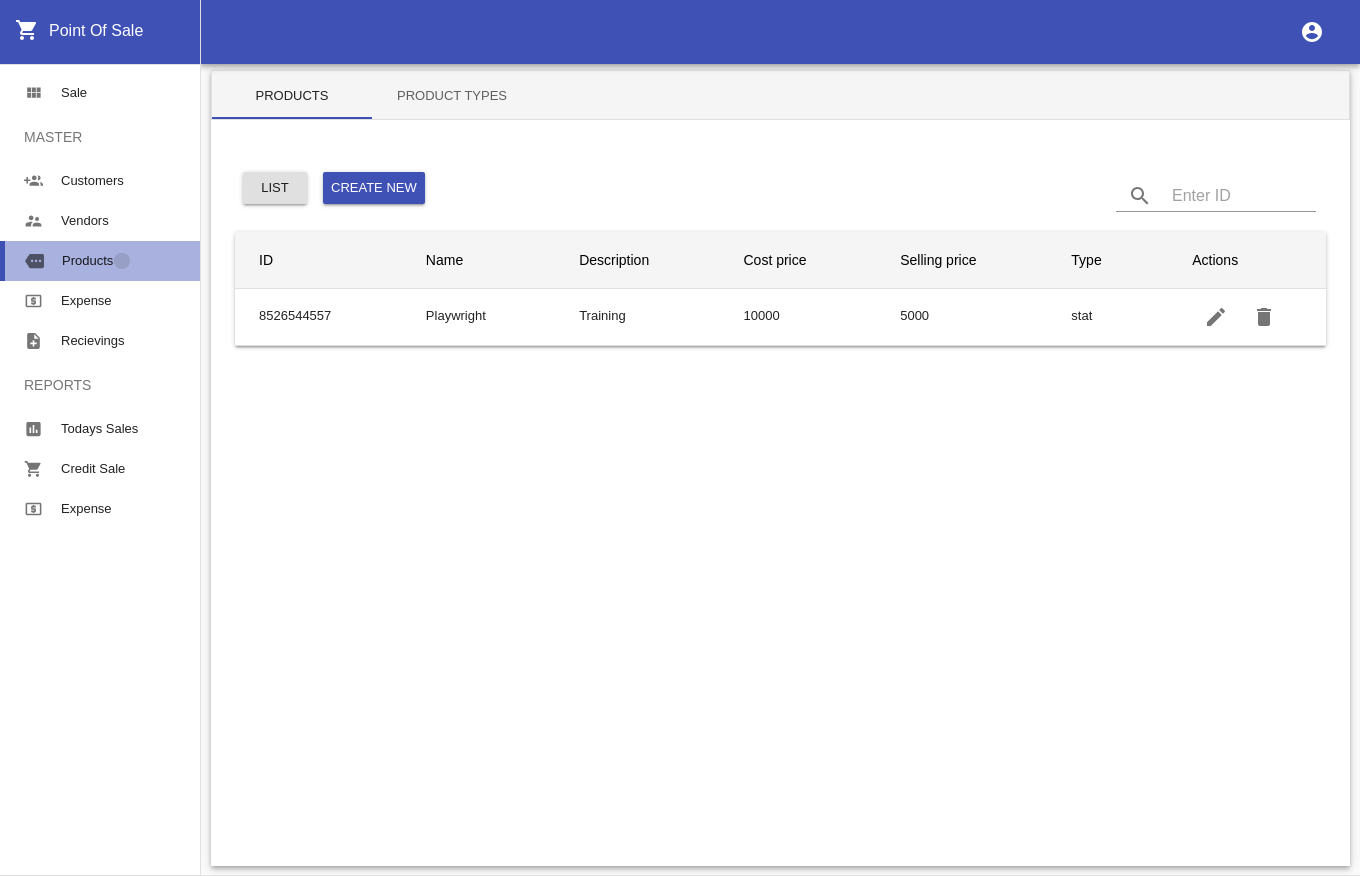 Point Of Sale
Sale
MASTER
Customers
Vendors
Products
Expense
Recievings
REPORTS
Todays Sales
Credit Sale
Expense
PRODUCTS PRODUCT TYPES
LIST CREATE NEW
Enter ID
ID Name Description Cost price Selling price Type Actions
8526544557 Playwright Training 10000 5000 stat